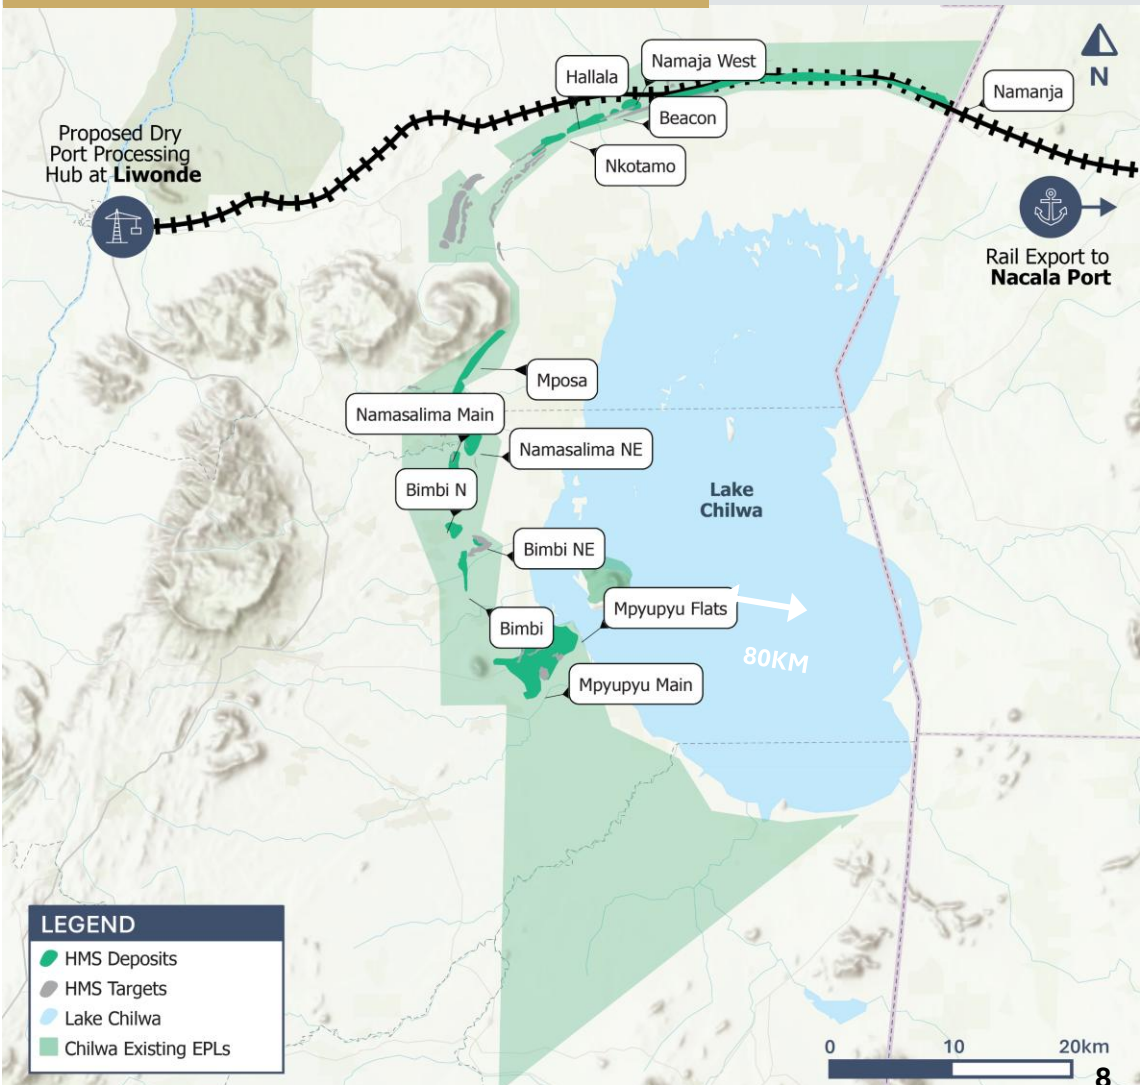 N
Namaja West
Hallala
Namanja
Beacon
Nkotamo
Proposed Dry
Port Processing
Hub at Liwonde
Rail Export to
Nacala Port
Mposa
Namasalima Main
Namasalima NE
Bimbi N
Lake
Chilwa
Bimbi NE
Mpyupyu Flats
Bimbi
80KM
Mpyupyu Main
LEGEND
HMS Deposits
HMS Targets
Lake Chilwa
Chilwa Existing EPLs
0 10 20km
8